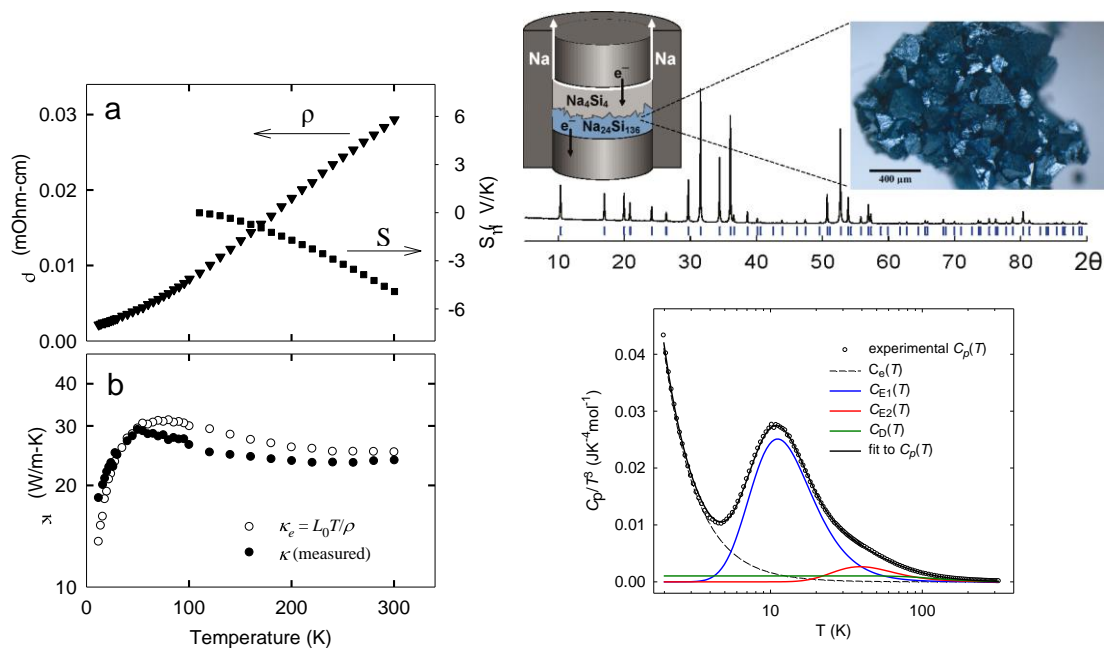 a
ρ
S
0.03
0.02
0.01
0.00
ρ (mOhm-cm)
6
3
0
-3
-6
S (μV/K)
b
40
30
20
10
κ (W/m-K)
κe = L0T/ρ
κ (measured)
0 100 200 300
Temperature (K)
Na Na
e–
Na4Si4
e– Na24Si136
400 µm
10 20 30 40 50 60 70 80 2θ
0.04
0.03
0.02
0.01
0.00
Cp/T3 (JK-4mol-1)
experimental Cp(T)
Ce(T)
CE1(T)
CE2(T)
CD(T)
fit to Cp(T)
10 100
T (K)